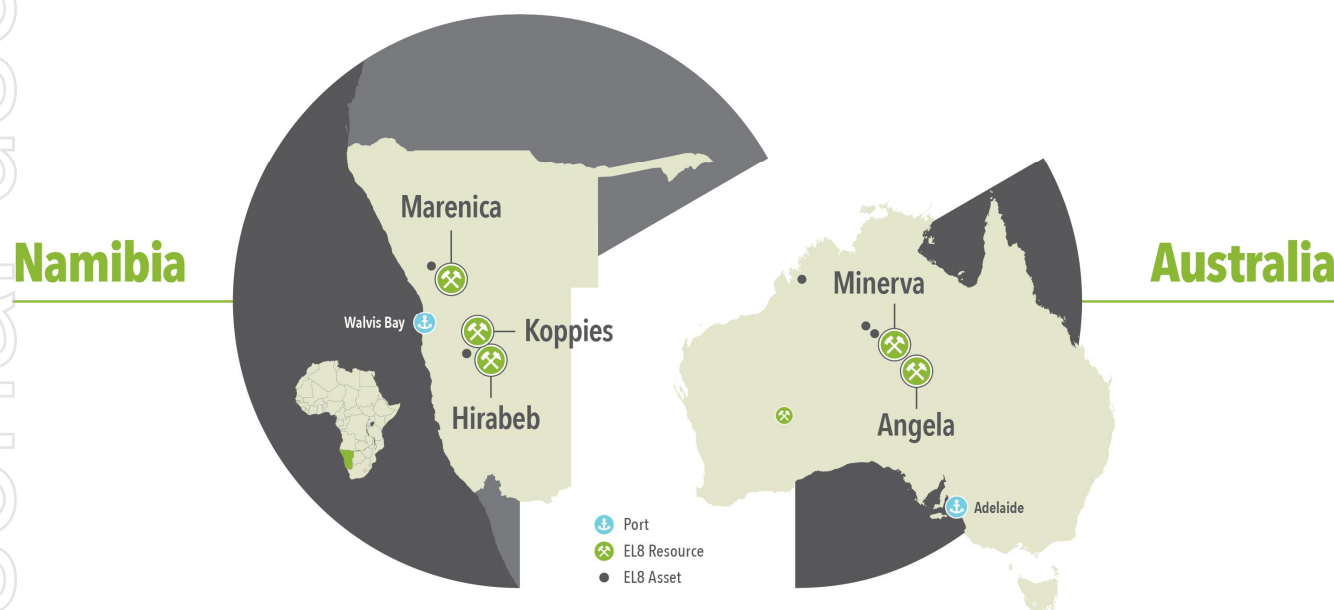 Namibia
Marenica
Walvis Bay
Koppies
Hirabeb
Australia
Minerva
Angela
Adelaide
Port
EL8 Resource
EL8 Asset